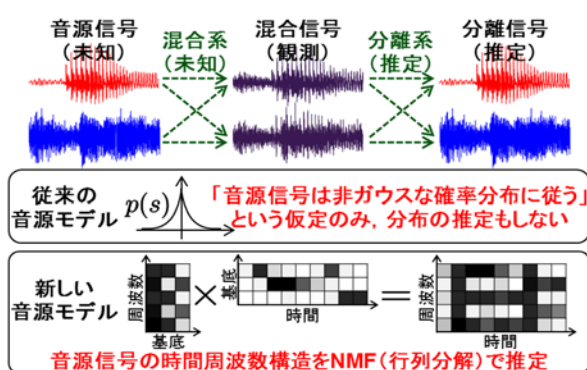 音源信号
（未知）
混合系
（未知）
混合信号
（観測）
分離系
（推定）
分離信号
（推定）
従来の
音源モデル
p(s)
「音源信号は非ガウスな確率分布に従う」
という仮定のみ，分布の推定もしない
新しい
音源モデル
周波数
基底
×
基底
時間
=
周波数
時間
音源信号の時間周波数構造をNMF（行列分解）で推定